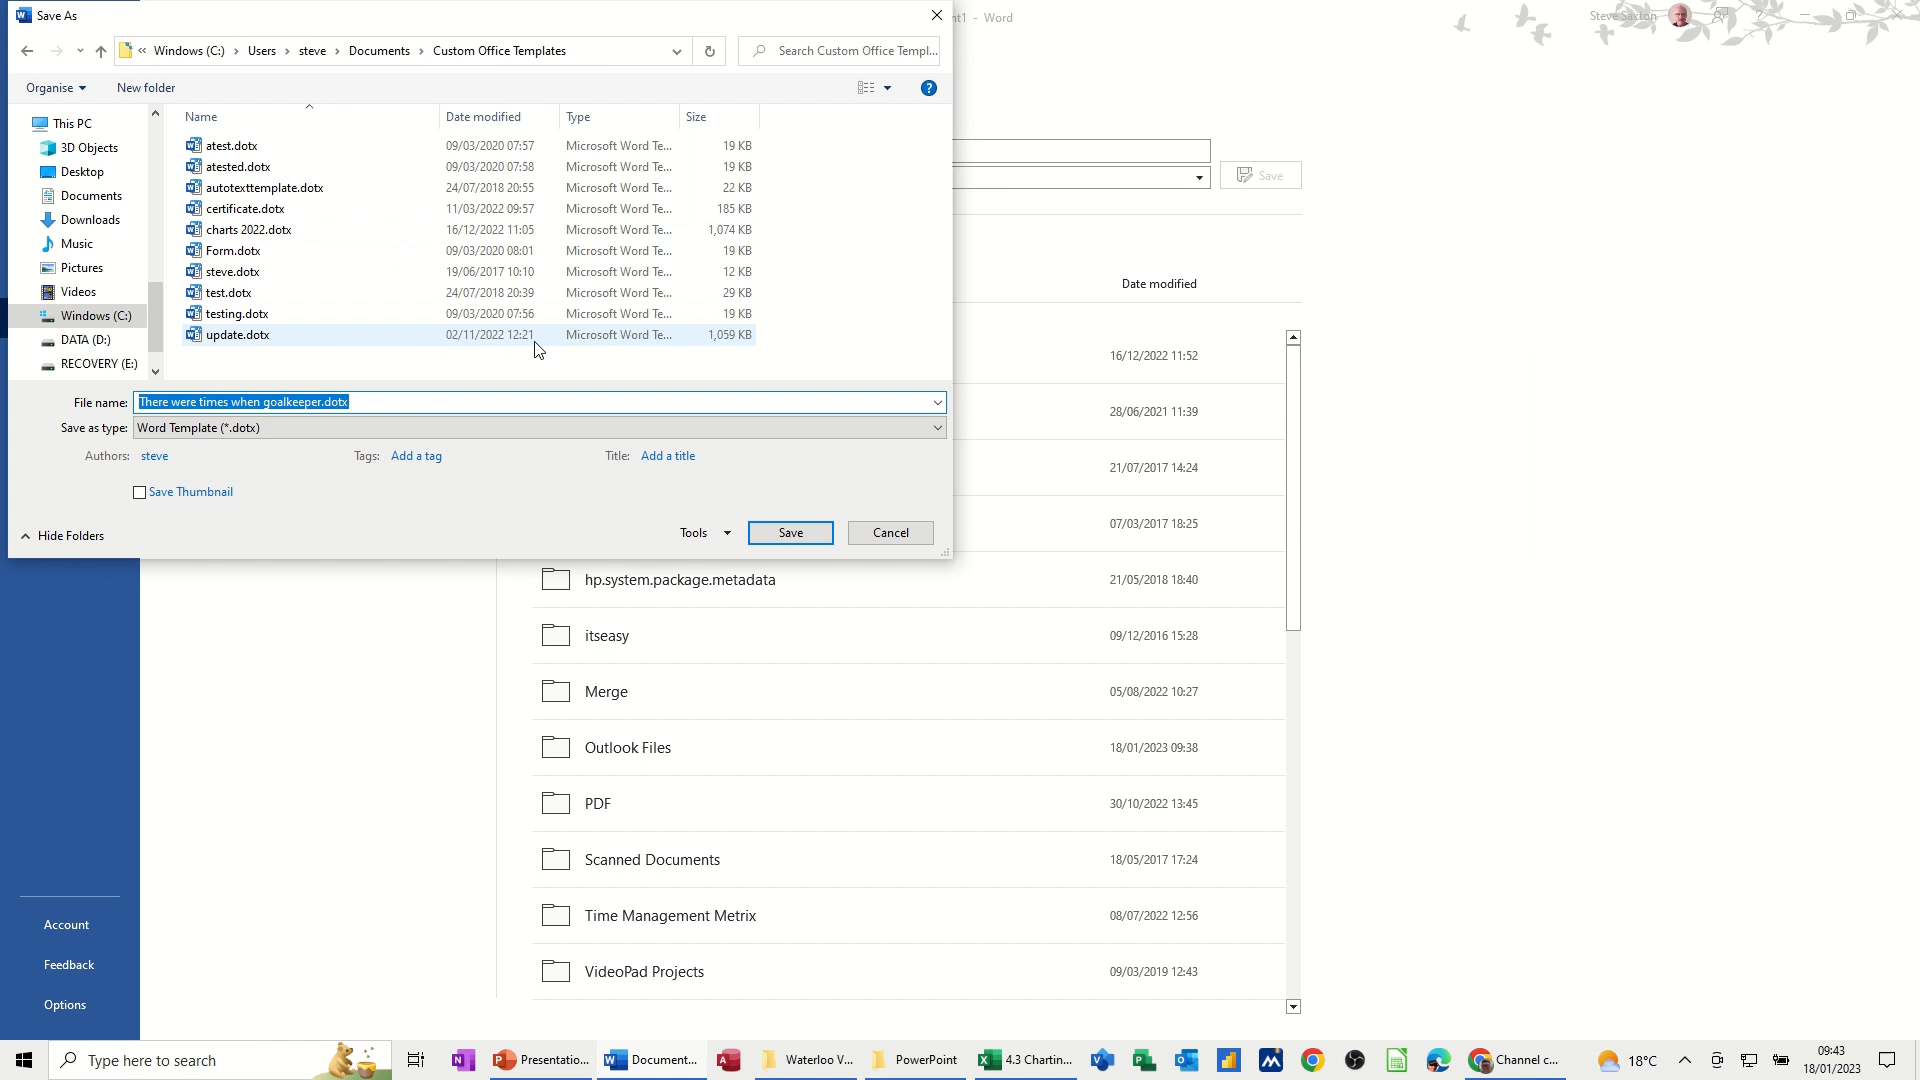 Save As
nt1 - Word
Steve Saxton
« Windows (C:) › Users › steve › Documents › Custom Office Templates
Search Custom Office Templ...
Organise
New folder
?
This PC
3D Objects
Desktop
Documents
Downloads
Music
Pictures
Videos
Windows (C:)
DATA (D:)
RECOVERY (E:)
Name Date modified Type Size
atest.dotx 09/03/2020 07:57 Microsoft Word Te... 19 KB
atested.dotx 09/03/2020 07:58 Microsoft Word Te... 19 KB
autotexttemplate.dotx 24/07/2018 20:55 Microsoft Word Te... 22 KB
certificate.dotx 11/03/2022 09:57 Microsoft Word Te... 185 KB
charts 2022.dotx 16/12/2022 11:05 Microsoft Word Te... 1,074 KB
Form.dotx 09/03/2020 08:01 Microsoft Word Te... 19 KB
steve.dotx 19/06/2017 10:10 Microsoft Word Te... 12 KB
test.dotx 24/07/2018 20:39 Microsoft Word Te... 29 KB
testing.dotx 09/03/2020 07:56 Microsoft Word Te... 19 KB
update.dotx 02/11/2022 12:21 Microsoft Word Te... 1,059 KB
File name: There were times when goalkeeper.dotx
Save as type: Word Template (*.dotx)
Authors: steve
Tags: Add a tag
Title: Add a title
Save Thumbnail
Hide Folders
Tools
Save
Cancel
Save
Date modified
16/12/2022 11:52
28/06/2021 11:39
21/07/2017 14:24
07/03/2017 18:25
hp.system.package.metadata 21/05/2018 18:40
itseasy 09/12/2016 15:28
Merge 05/08/2022 10:27
Outlook Files 18/01/2023 09:38
PDF 30/10/2022 13:45
Scanned Documents 18/05/2017 17:24
Time Management Metrix 08/07/2022 12:56
VideoPad Projects 09/03/2019 12:43
Account
Feedback
Options
Type here to search
Presentatio...
Document...
Waterloo V...
PowerPoint
4.3 Chartin...
Channel c...
18°C
09:43
18/01/2023